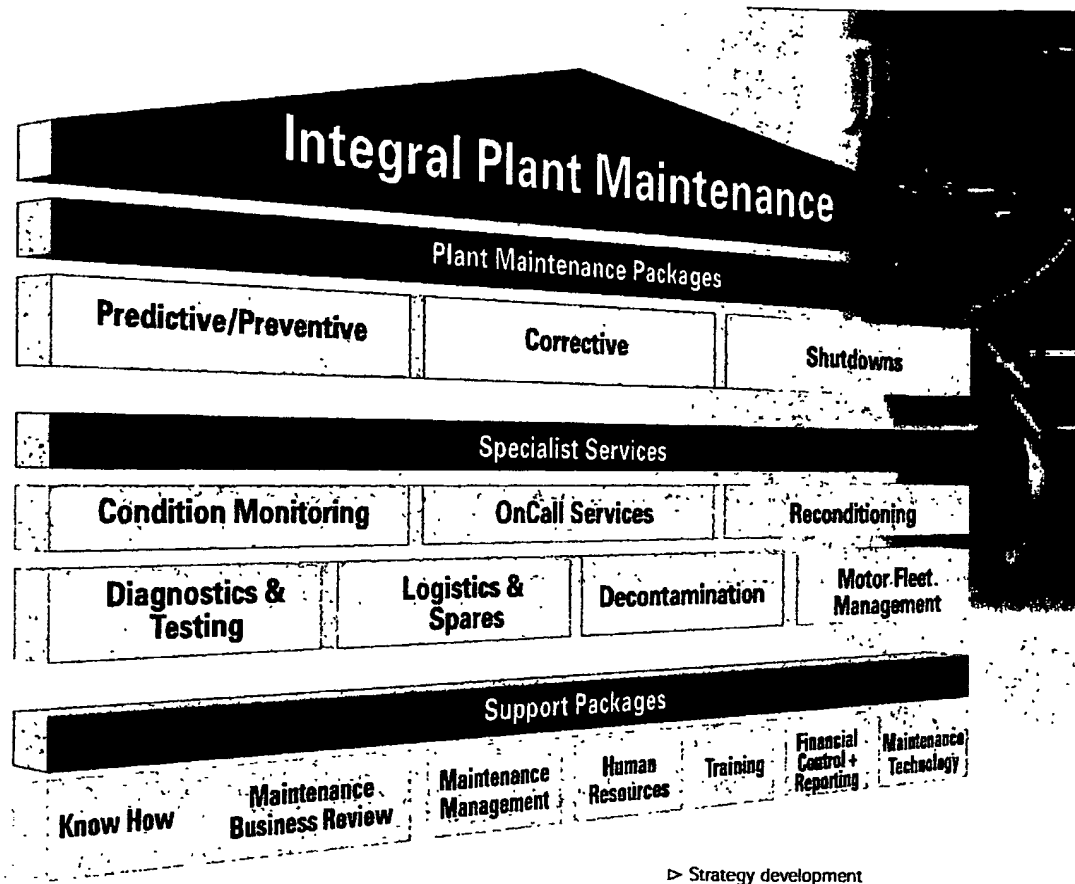 Integral Plant Maintenance
Plant Maintenance Packages
Predictive/Preventive
Corrective
Shutdowns
Specialist Services
Condition Monitoring
OnCall Services
Reconditioning
Diagnostics &
Testing
Logistics &
Spares
Decontamination
Motor Fleet
Management
Support Packages
Know How
Maintenance
Business Review
Maintenance
Management
Human
Resources
Training
Financial
Control +
Reporting
Maintenance
Technology
▷ Strategy development